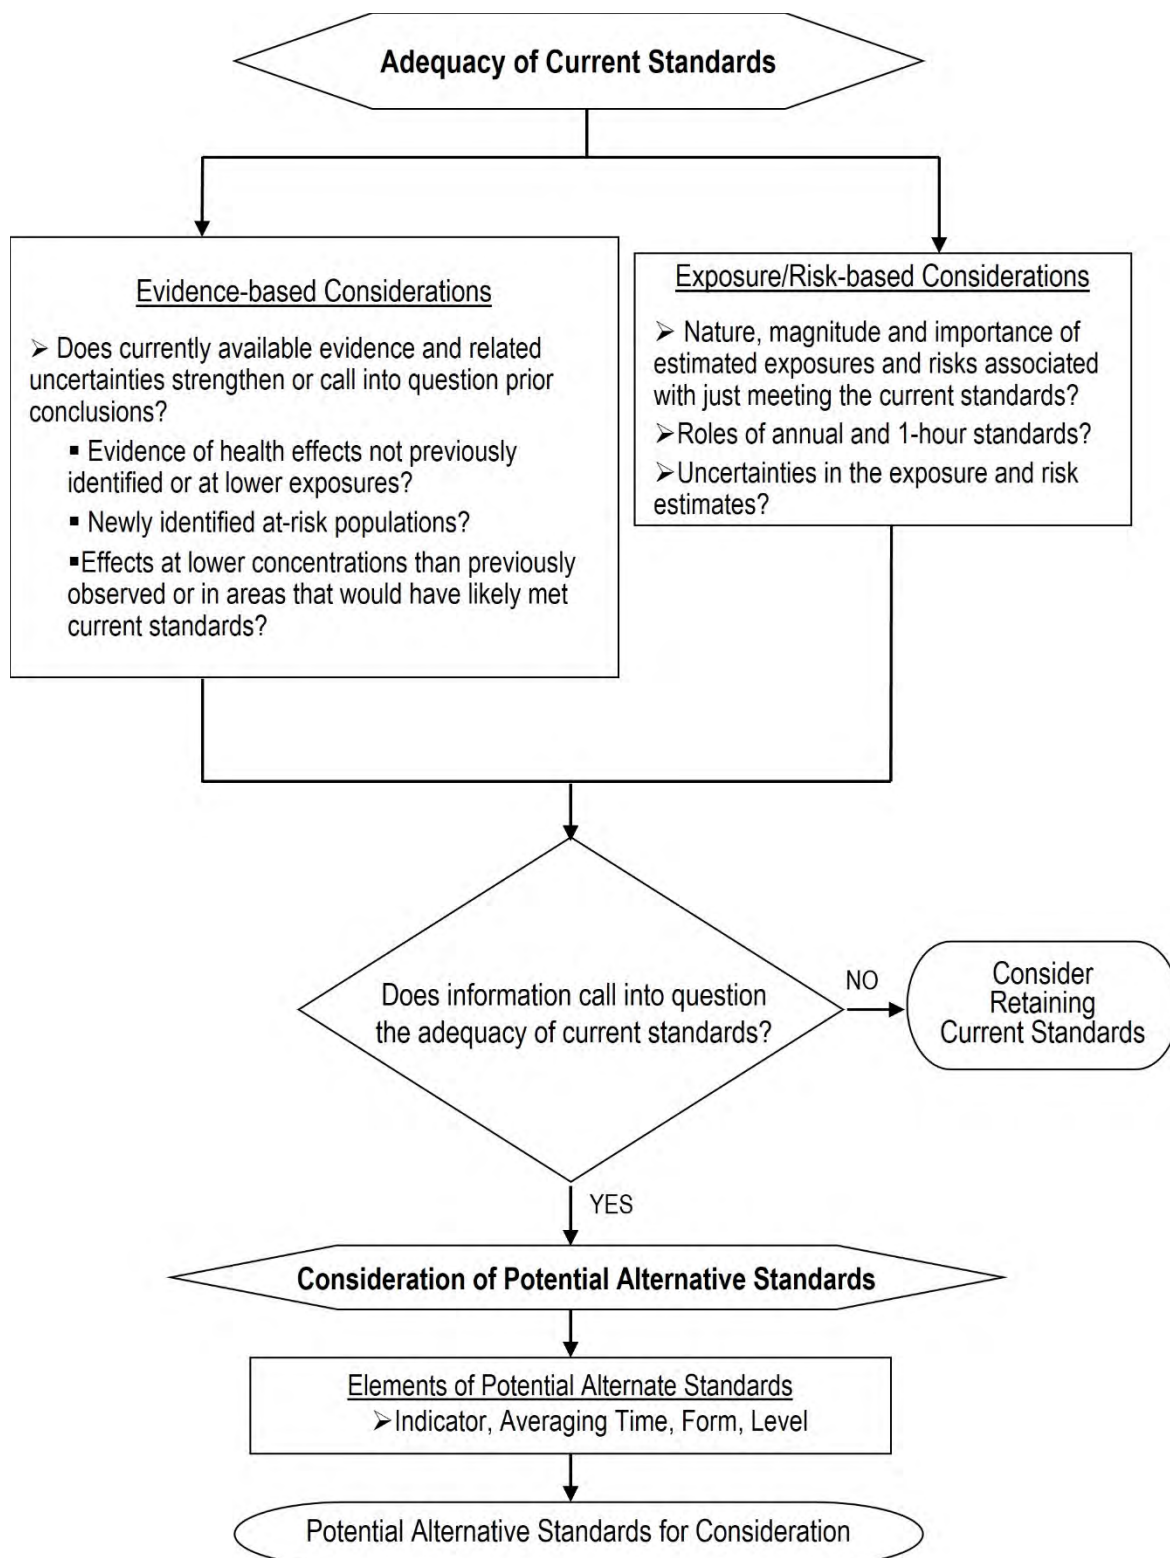 Adequacy of Current Standards
Evidence-based Considerations
➢ Does currently available evidence and related
uncertainties strengthen or call into question prior
conclusions?
▪ Evidence of health effects not previously
identified or at lower exposures?
▪ Newly identified at-risk populations?
▪Effects at lower concentrations than previously
observed or in areas that would have likely met
current standards?
Exposure/Risk-based Considerations
➢ Nature, magnitude and importance of
estimated exposures and risks associated
with just meeting the current standards?
➢Roles of annual and 1-hour standards?
➢Uncertainties in the exposure and risk
estimates?
Does information call into question
the adequacy of current standards?
NO
Consider
Retaining
Current Standards
YES
Consideration of Potential Alternative Standards
Elements of Potential Alternate Standards
➢Indicator, Averaging Time, Form, Level
Potential Alternative Standards for Consideration